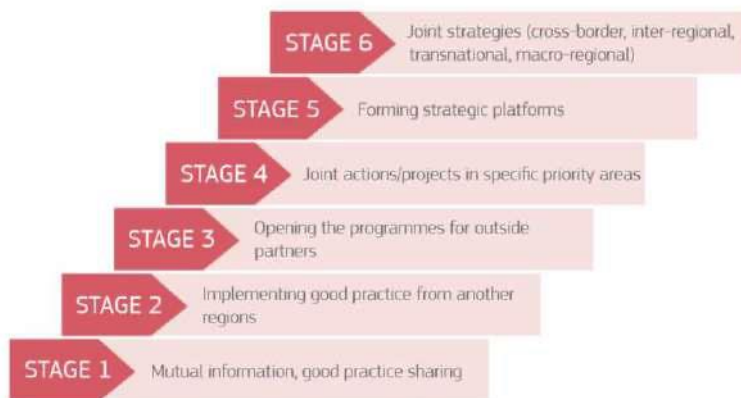 STAGE 6
Joint strategies (cross-border, inter-regional,
transnational, macro-regional)
STAGE 5
Forming strategic platforms
STAGE 4
Joint actions/projects in specific priority areas
STAGE 3
Opening the programmes for outside
partners
STAGE 2
Implementing good practice from another
regions
STAGE 1
Mutual information, good practice sharing